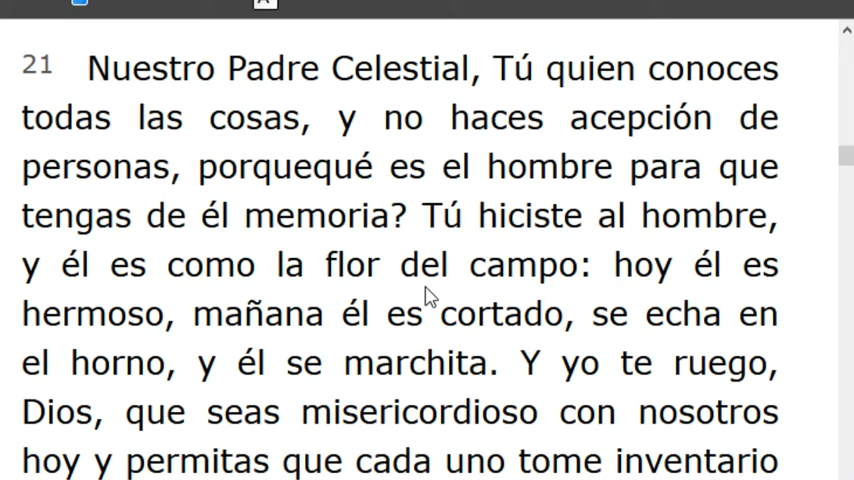 21 Nuestro Padre Celestial, Tú quien conoces
todas las cosas, y no haces acepción de
personas, porquequé es el hombre para que
tengas de él memoria? Tú hiciste al hombre,
y él es como la flor del campo: hoy él es
hermoso, mañana él es cortado, se echa en
el horno, y él se marchita. Y yo te ruego,
Dios, que seas misericordioso con nosotros
hoy y permitas que cada uno tome inventario